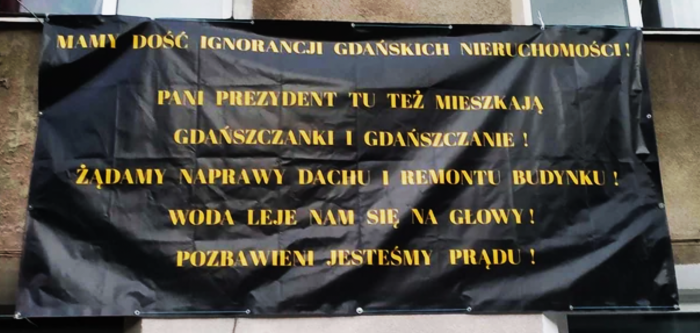 MAMY DOŚĆ IGNORANCJI GDAŃSKICH NIERUCHOMOŚCI !
PANI PREZYDENT TU TEŻ MIESZKAJĄ
GDAŃSZCZANKI I GDAŃSZCZANIE !
ŻĄDAMY NAPRAWY DACHU I REMONTU BUDYNKU !
WODA LEJE NAM SIĘ NA GŁOWY !
POZBAWIENI JESTEŚMY PRĄDU !